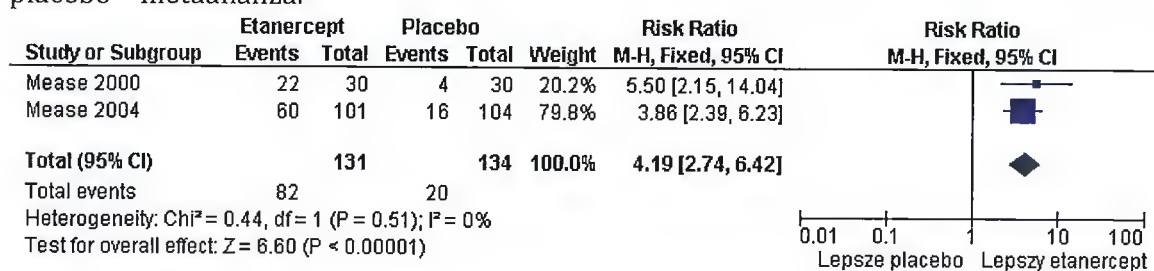 placebo – metaanaliza.
Etanercept Placebo Risk Ratio Risk Ratio
Study or Subgroup Events Total Events Total Weight M-H, Fixed, 95% CI M-H, Fixed, 95% CI
Mease 2000 22 30 4 30 20.2% 5.50 [2.15, 14.04]
Mease 2004 60 101 16 104 79.8% 3.86 [2.39, 6.23]
Total (95% CI) 131 134 100.0% 4.19 [2.74, 6.42]
Total events 82 20
Heterogeneity: Chi² = 0.44, df = 1 (P = 0.51); I² = 0%
Test for overall effect: Z = 6.60 (P < 0.00001)
0.01 0.1 1 10 100
Lepsze placebo Lepszy etanercept